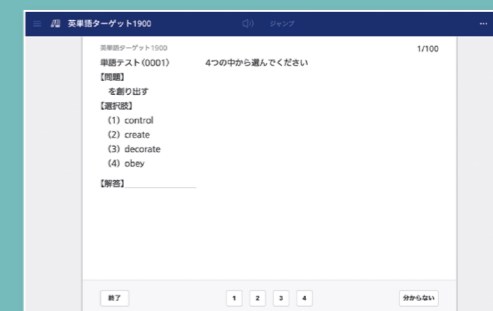 英単語ターゲット1900
ジャンプ
英単語ターゲット1900 1/100
単語テスト(0001) 4つの中から選んでください
【問題】
を創り出す
【選択肢】
(1) control
(2) create
(3) decorate
(4) obey
【解答】
終了 1 2 3 4 分からない